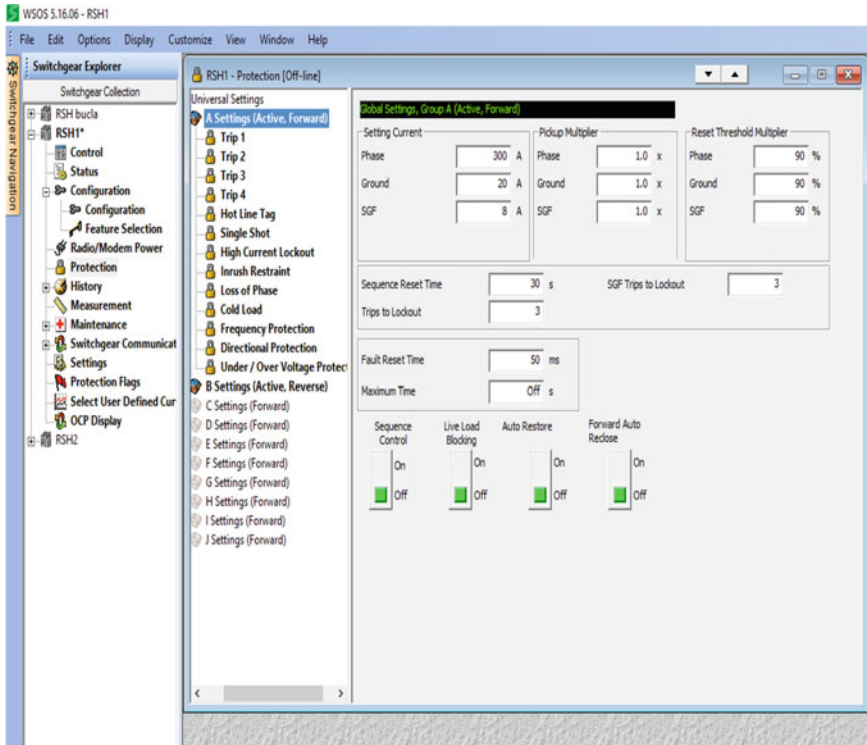 WSOS 5.16.06 - RSH1
File Edit Options Display Customize View Window Help
Switchgear Navigation
Switchgear Explorer
Switchgear Collection
RSH bucla
RSH1*
Control
Status
Configuration
Configuration
Feature Selection
Radio/Modem Power
Protection
History
Measurement
Maintenance
Switchgear Communicat
Settings
Protection Flags
Select User Defined Cur
OCP Display
RSH2
RSH1 - Protection [Off-line]
Universal Settings
A Settings (Active, Forward)
Trip 1
Trip 2
Trip 3
Trip 4
Hot Line Tag
Single Shot
High Current Lockout
Inrush Restraint
Loss of Phase
Cold Load
Frequency Protection
Directional Protection
Under / Over Voltage Protec
B Settings (Active, Reverse)
C Settings (Forward)
D Settings (Forward)
E Settings (Forward)
F Settings (Forward)
G Settings (Forward)
H Settings (Forward)
I Settings (Forward)
J Settings (Forward)
Global Settings, Group A (Active, Forward)
Setting Current
Phase 300 A
Ground 20 A
SGF 8 A
Pickup Multiplier
Phase 1.0 x
Ground 1.0 x
SGF 1.0 x
Reset Threshold Multiplier
Phase 90 %
Ground 90 %
SGF 90 %
Sequence Reset Time 30 s SGF Trips to Lockout 3
Trips to Lockout 3
Fault Reset Time 50 ms
Maximum Time Off s
Sequence Control
On
Off
Live Load Blocking
On
Off
Auto Restore
On
Off
Forward Auto Reclose
On
Off